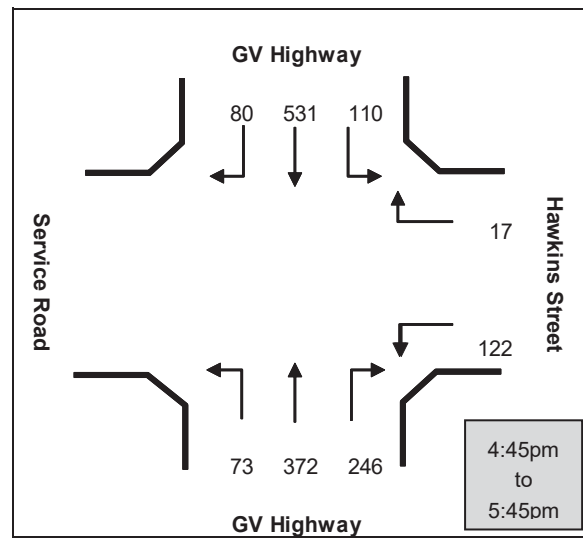 GV Highway
80 531 110
Service Road
Hawkins Street
17
122
73 372 246
4:45pm
to
5:45pm
GV Highway